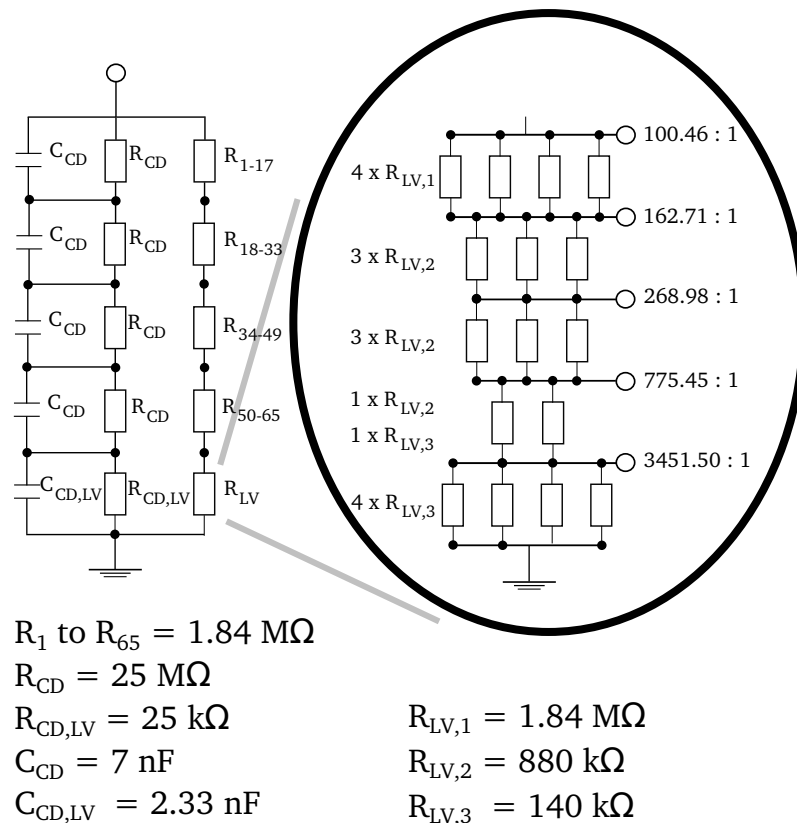 C_CD
R_CD
R_1-17
C_CD
R_CD
R_18-33
C_CD
R_CD
R_34-49
C_CD
R_CD
R_50-65
C_CD,LV
R_CD,LV
R_LV
100.46 : 1
4 x R_LV,1
162.71 : 1
3 x R_LV,2
268.98 : 1
3 x R_LV,2
775.45 : 1
1 x R_LV,2
1 x R_LV,3
3451.50 : 1
4 x R_LV,3
R_1 to R_65 = 1.84 MΩ
R_CD = 25 MΩ
R_CD,LV = 25 kΩ
C_CD = 7 nF
C_CD,LV = 2.33 nF
R_LV,1 = 1.84 MΩ
R_LV,2 = 880 kΩ
R_LV,3 = 140 kΩ